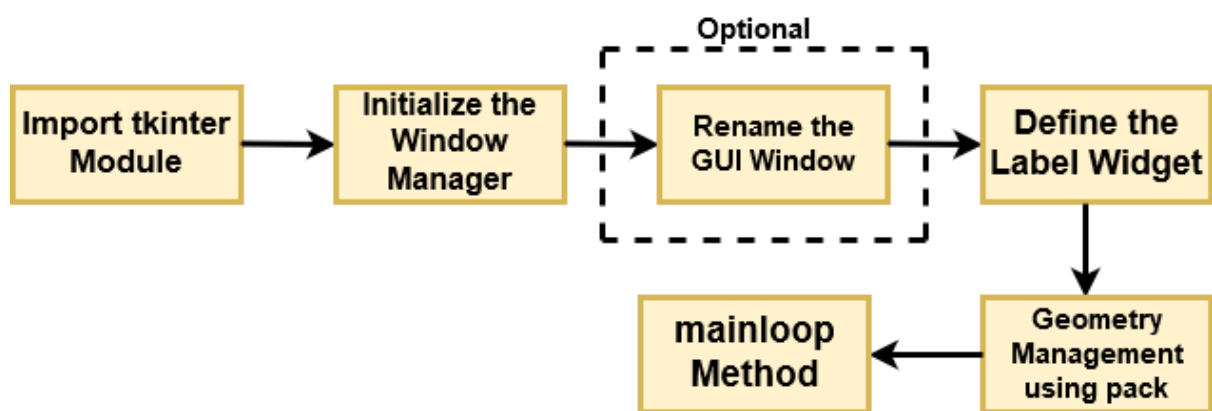 Optional
Import tkinter
Module
Initialize the
Window
Manager
Rename the
GUI Window
Define the
Label Widget
Geometry
Management
using pack
mainloop
Method